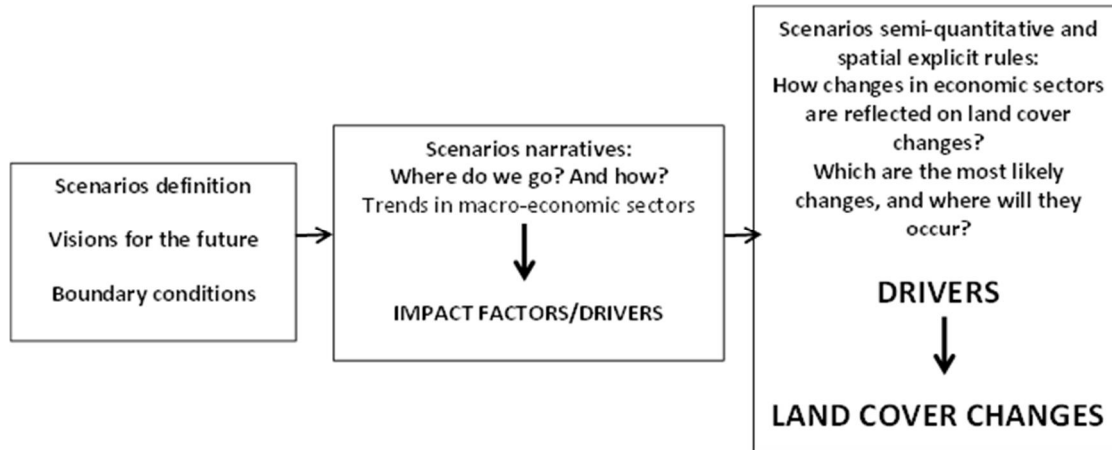 Scenarios definition
Visions for the future
Boundary conditions
Scenarios narratives:
Where do we go? And how?
Trends in macro-economic sectors
IMPACT FACTORS/DRIVERS
Scenarios semi-quantitative and
spatial explicit rules:
How changes in economic sectors
are reflected on land cover
changes?
Which are the most likely
changes, and where will they
occur?
DRIVERS
LAND COVER CHANGES